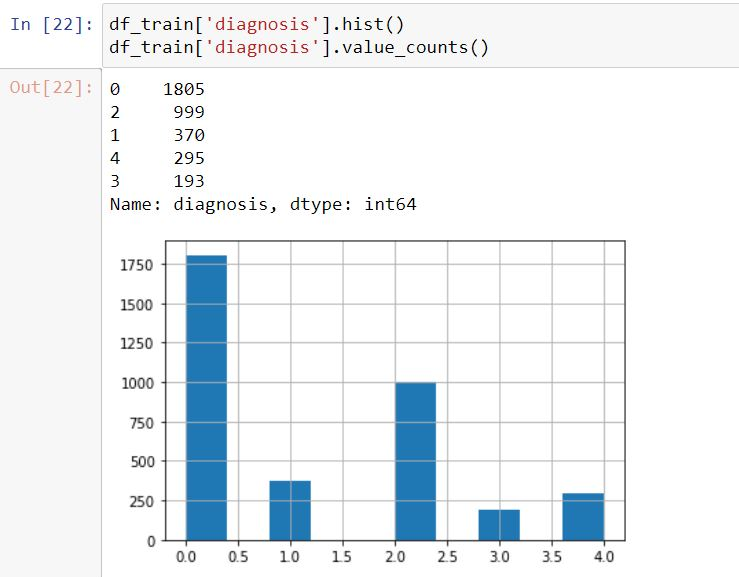 In [22]: df_train['diagnosis'].hist()
df_train['diagnosis'].value_counts()
Out[22]: 0    1805
2     999
1     370
4     295
3     193
Name: diagnosis, dtype: int64
1750
1500
1250
1000
750
500
250
0
0.0 0.5 1.0 1.5 2.0 2.5 3.0 3.5 4.0